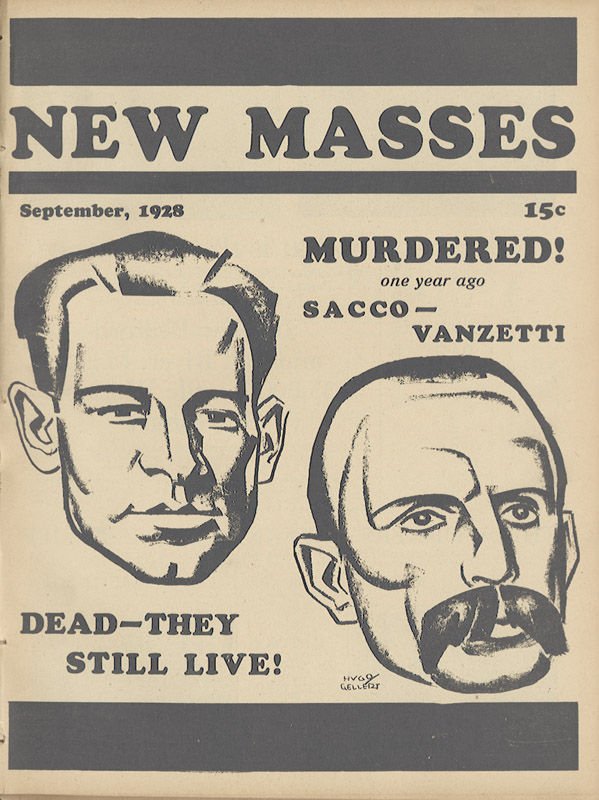 NEW MASSES
September, 1928
15c
MURDERED!
one year ago
SACCO—
VANZETTI
DEAD—THEY
STILL LIVE!
HUGO
GELLERT